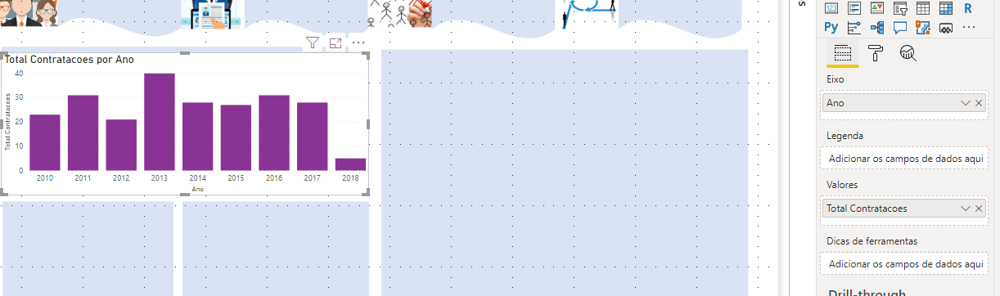 S
R
Py
Eixo
Ano
Legenda
Adicionar os campos de dados aqui
Valores
Total Contratacoes
Dicas de ferramentas
Adicionar os campos de dados aqui
Drill-through
Total Contratacoes por Ano
Total Contratacoes
40
30
20
10
0
2010 2011 2012 2013 2014 2015 2016 2017 2018
Ano